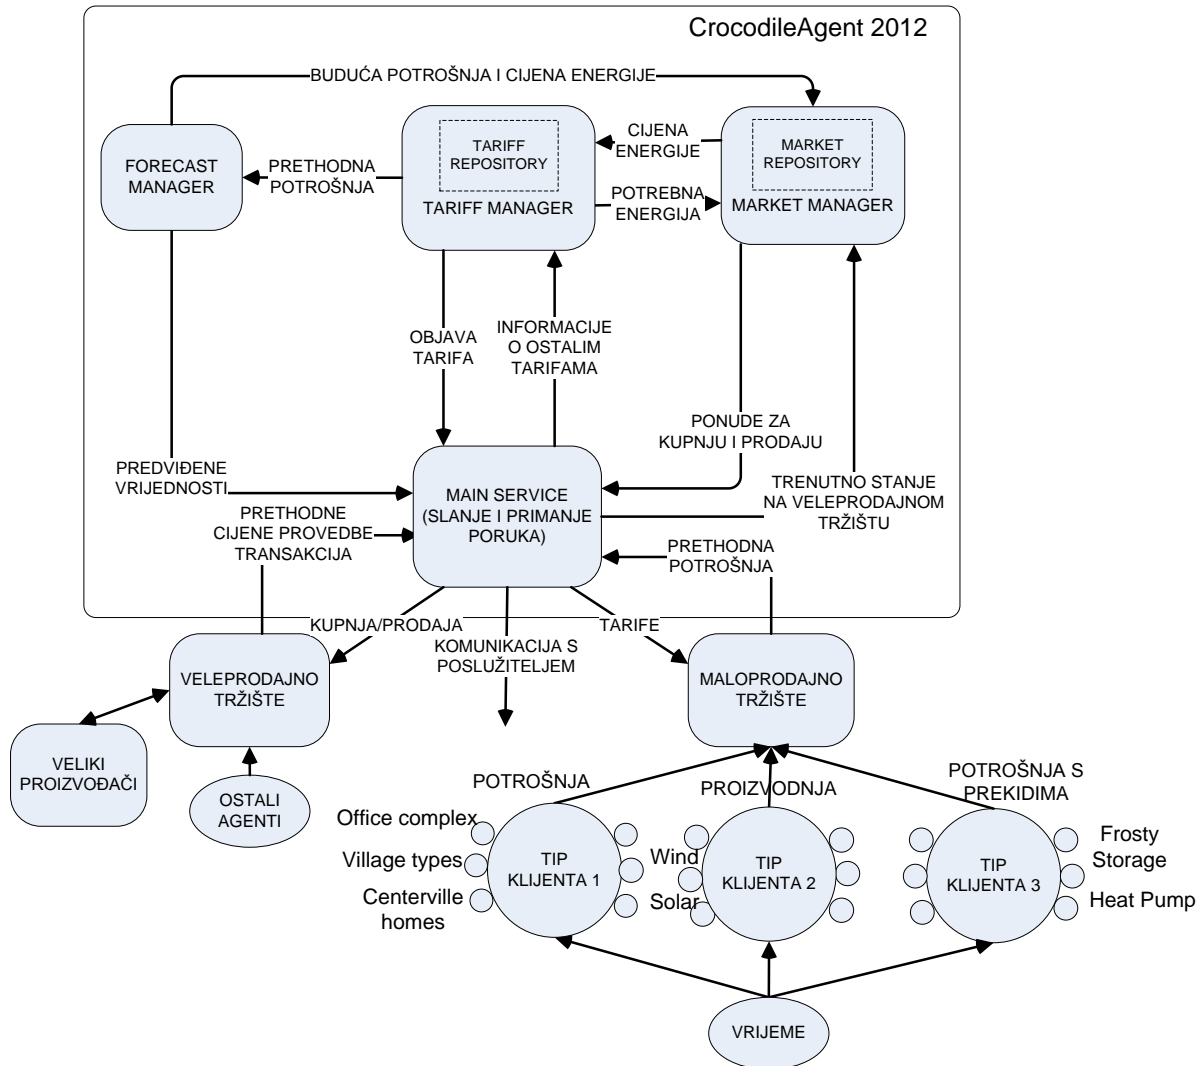 CrocodileAgent 2012
BUDUĆA POTROŠNJA I CIJENA ENERGIJE
FORECAST
MANAGER
PRETHODNA
POTROŠNJA
TARIFF
REPOSITORY
TARIFF MANAGER
CIJENA
ENERGIJE
POTREBNA
ENERGIJA
MARKET
REPOSITORY
MARKET MANAGER
OBJAVA
TARIFA
INFORMACIJE
O OSTALIM
TARIFAMA
PONUDE ZA
KUPNJU I PRODAJU
PREDVIĐENE
VRIJEDNOSTI
MAIN SERVICE
(SLANJE I PRIMANJE
PORUKA)
TRENUTNO STANJE
NA VELEPRODAJNOM
TRŽIŠTU
PRETHODNE
CIJENE PROVEDBE
TRANSAKCIJA
PRETHODNA
POTROŠNJA
KUPNJA/PRODAJA
KOMUNIKACIJA S
POSLUŽITELJEM
TARIFE
VELEPRODAJNO
TRŽIŠTE
MALOPRODAJNO
TRŽIŠTE
VELIKI
PROIZVOĐAČI
OSTALI
AGENTI
POTROŠNJA
PROIZVODNJA
POTROŠNJA S
PREKIDIMA
Office complex
Village types
Centerville
homes
TIP
KLIJENTA 1
Wind
Solar
TIP
KLIJENTA 2
TIP
KLIJENTA 3
Frosty
Storage
Heat Pump
VRIJEME